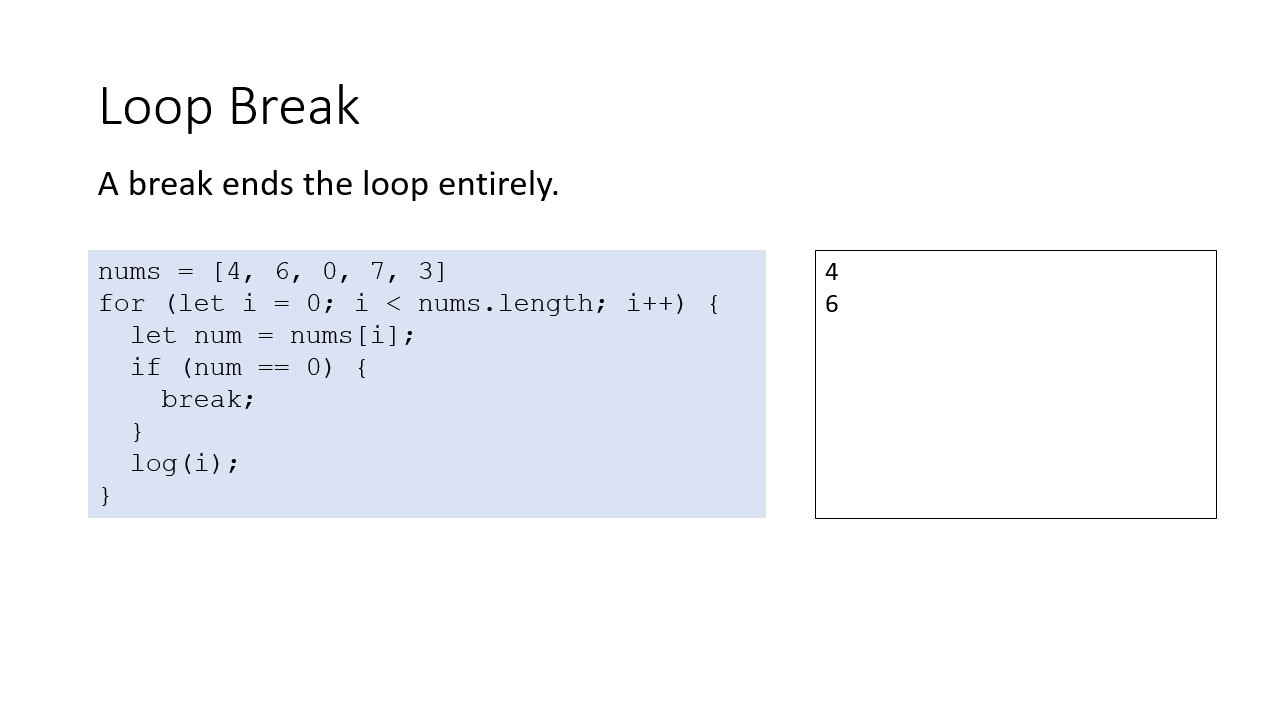 Loop Break
A break ends the loop entirely.
nums = [4, 6, 0, 7, 3]
for (let i = 0; i < nums.length; i++) {
  let num = nums[i];
  if (num == 0) {
    break;
  }
  log(i);
}
4
6